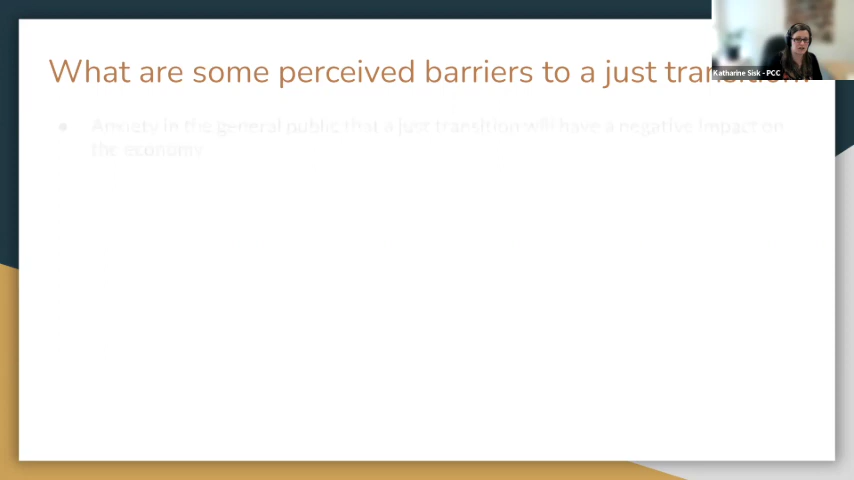 What are some perceived barriers to a just transition?
Katharine Sisk - PCC
● Anxiety in the general public that a just transition will have a negative impact on
the economy